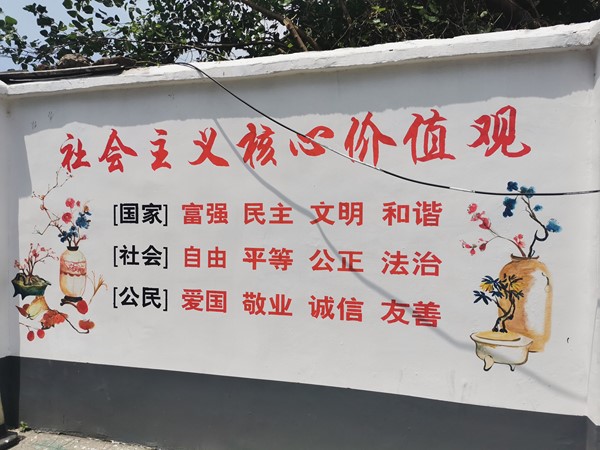 社会主义核心价值观
[国家] 富强 民主 文明 和谐
[社会] 自由 平等 公正 法治
[公民] 爱国 敬业 诚信 友善